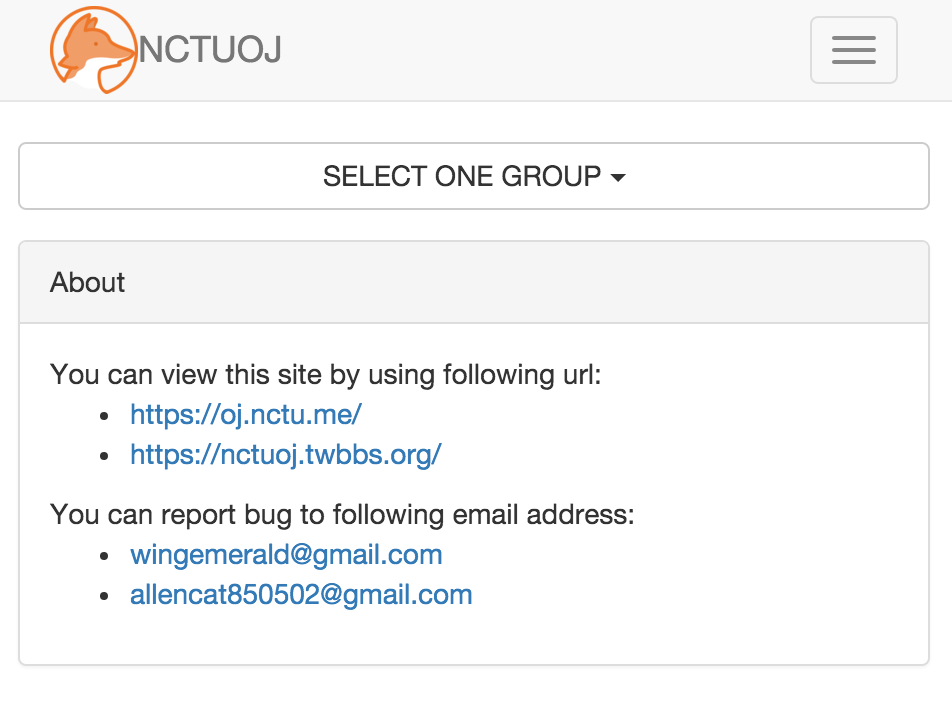 NCTUOJ
SELECT ONE GROUP
About
You can view this site by using following url:
https://oj.nctu.me/
https://nctuoj.twbbs.org/
You can report bug to following email address:
wingemerald@gmail.com
allencat850502@gmail.com